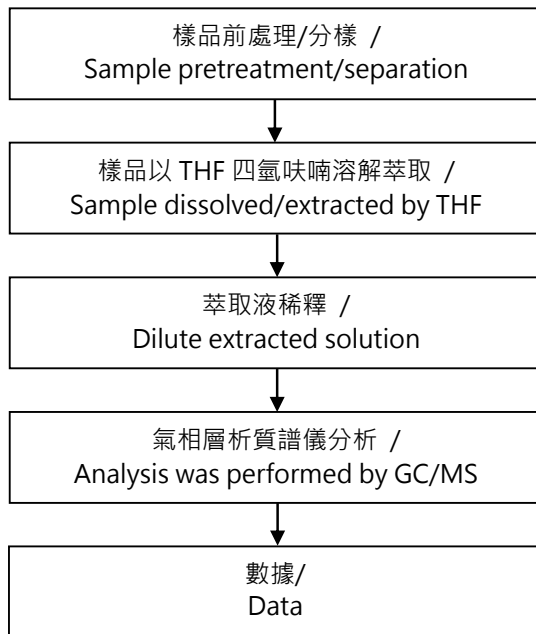 樣品前處理/分樣 /
Sample pretreatment/separation
樣品以 THF 四氫呋喃溶解萃取 /
Sample dissolved/extracted by THF
萃取液稀釋 /
Dilute extracted solution
氣相層析質譜儀分析 /
Analysis was performed by GC/MS
數據/
Data